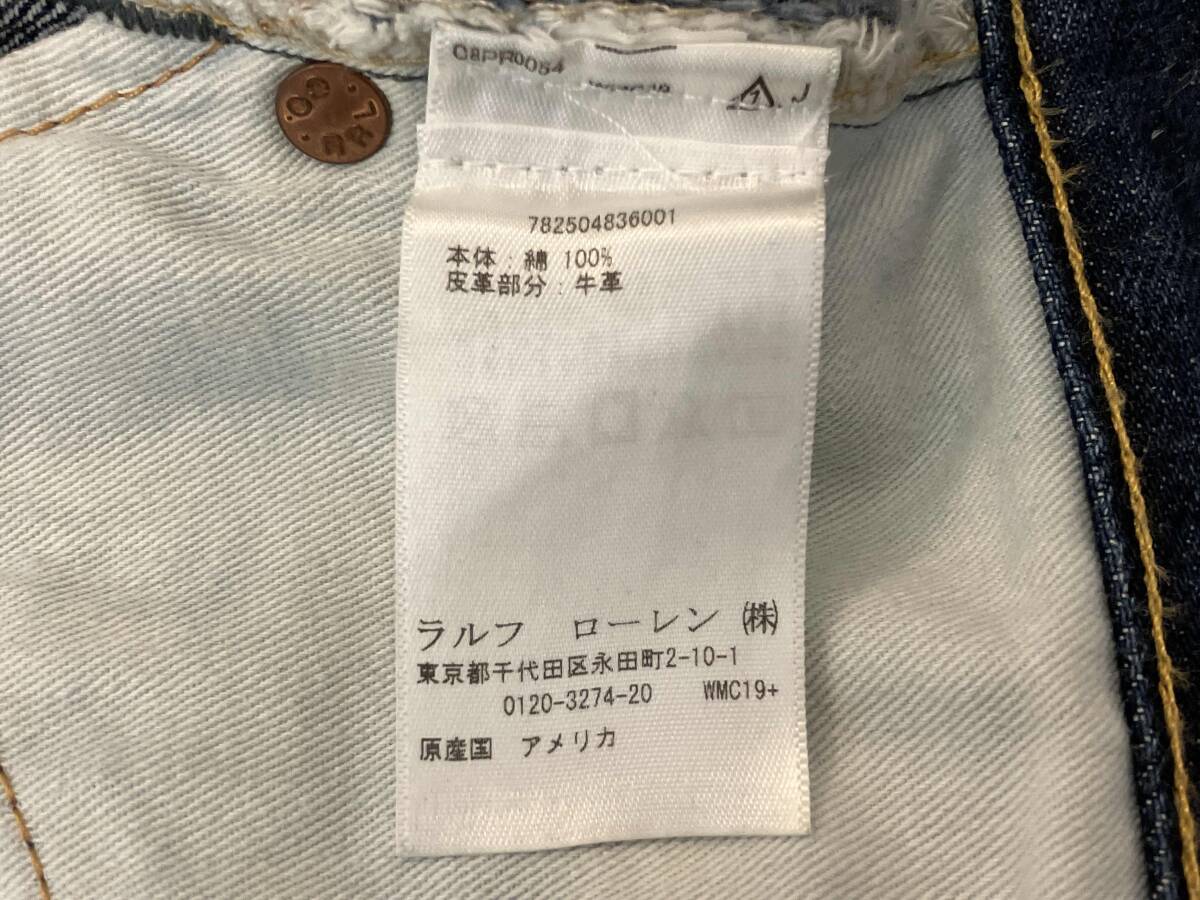 C8PR0054
J
782504836001
本体：綿 100%
皮革部分：牛革
ラルフ ローレン ㈱
東京都千代田区永田町2-10-1
0120-3274-20 WMC19+
原産国 アメリカ